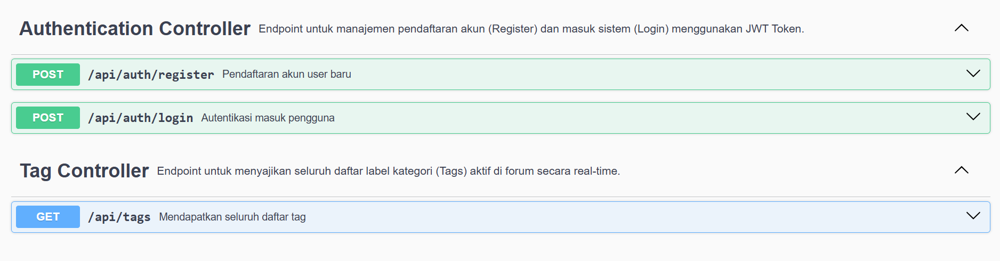 Authentication Controller Endpoint untuk manajemen pendaftaran akun (Register) dan masuk sistem (Login) menggunakan JWT Token.
POST /api/auth/register Pendaftaran akun user baru
POST /api/auth/login Autentikasi masuk pengguna
Tag Controller Endpoint untuk menyajikan seluruh daftar label kategori (Tags) aktif di forum secara real-time.
GET /api/tags Mendapatkan seluruh daftar tag